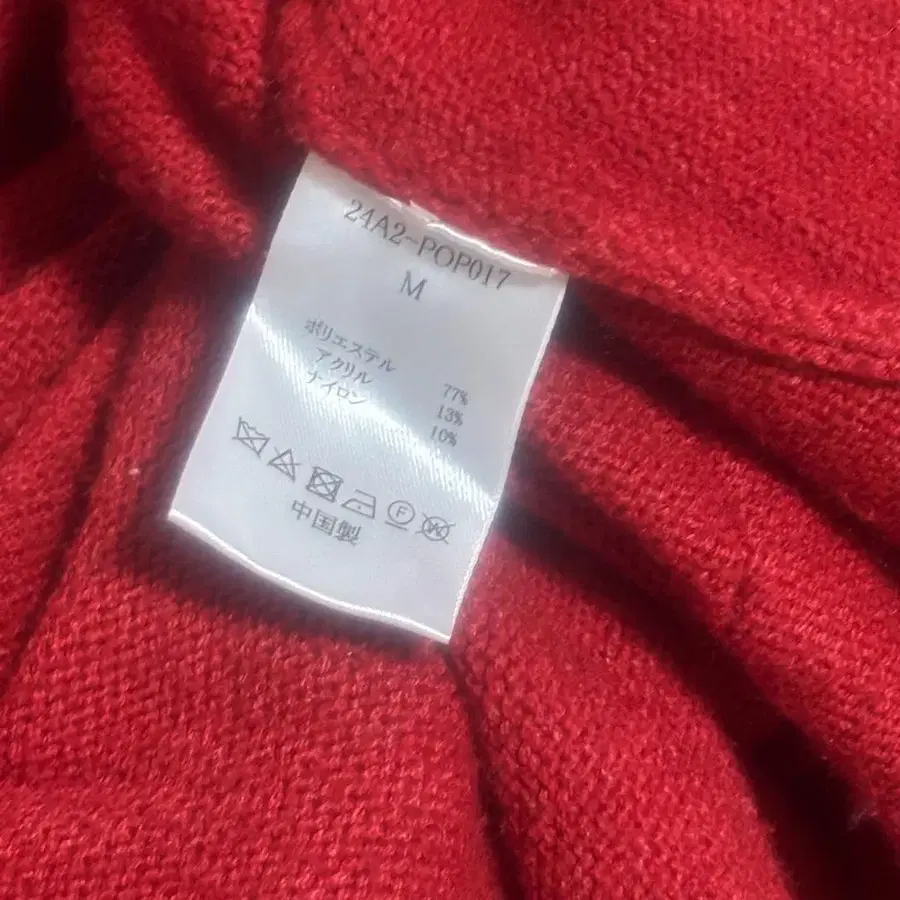 24A2-POP017
M
ポリエステル 77%
アクリル 13%
ナイロン 10%
F W
中国製